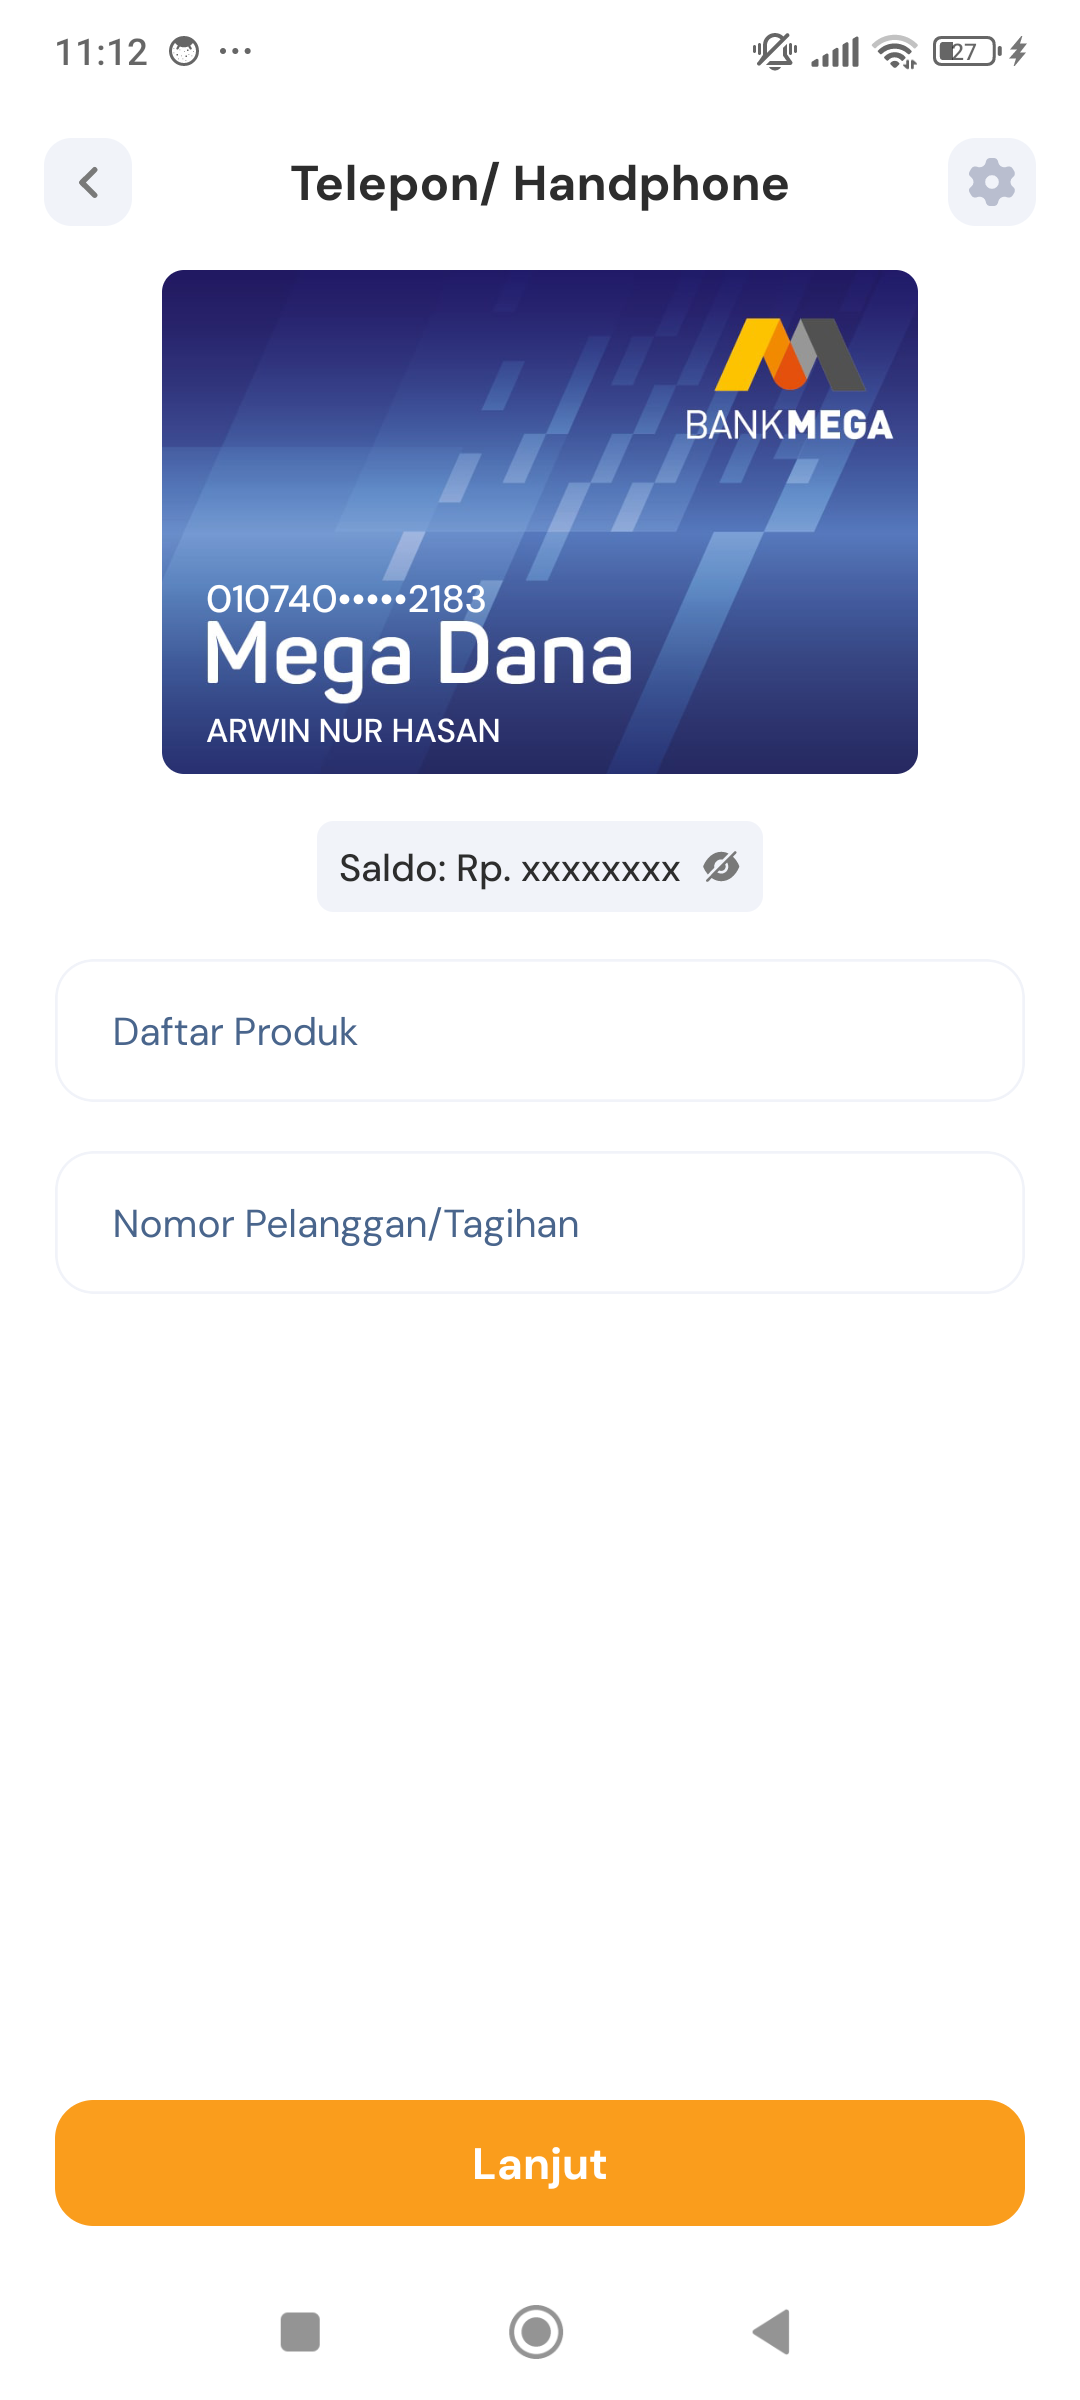 11:12
27
Telepon/ Handphone
BANKMEGA
010740•••••2183
Mega Dana
ARWIN NUR HASAN
Saldo: Rp. xxxxxxxx
Daftar Produk
Nomor Pelanggan/Tagihan
Lanjut